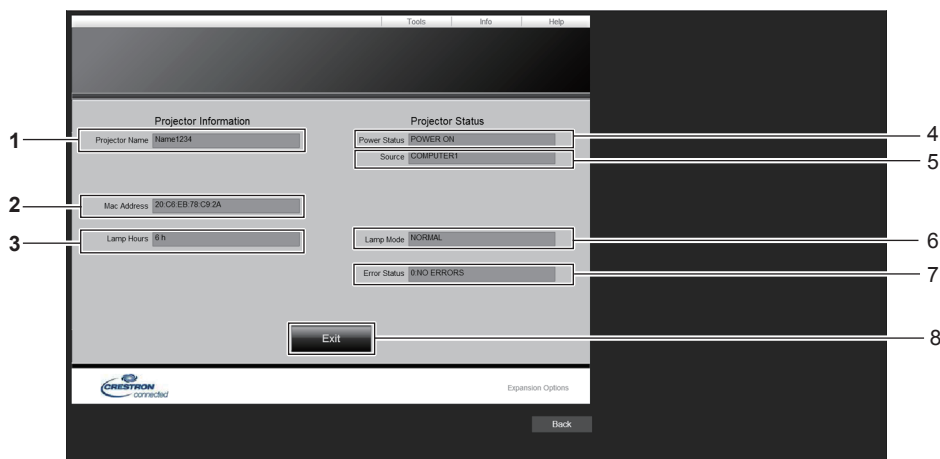 Tools Info Help
Projector Information
Projector Status
1 Projector Name Name1234
Power Status POWER ON 4
Source COMPUTER1 5
2 Mac Address 20:C6:EB:78:C9:2A
3 Lamp Hours 6 h
Lamp Mode NORMAL 6
Error Status 0:NO ERRORS 7
Exit 8
CRESTRON
connected
Expansion Options
Back